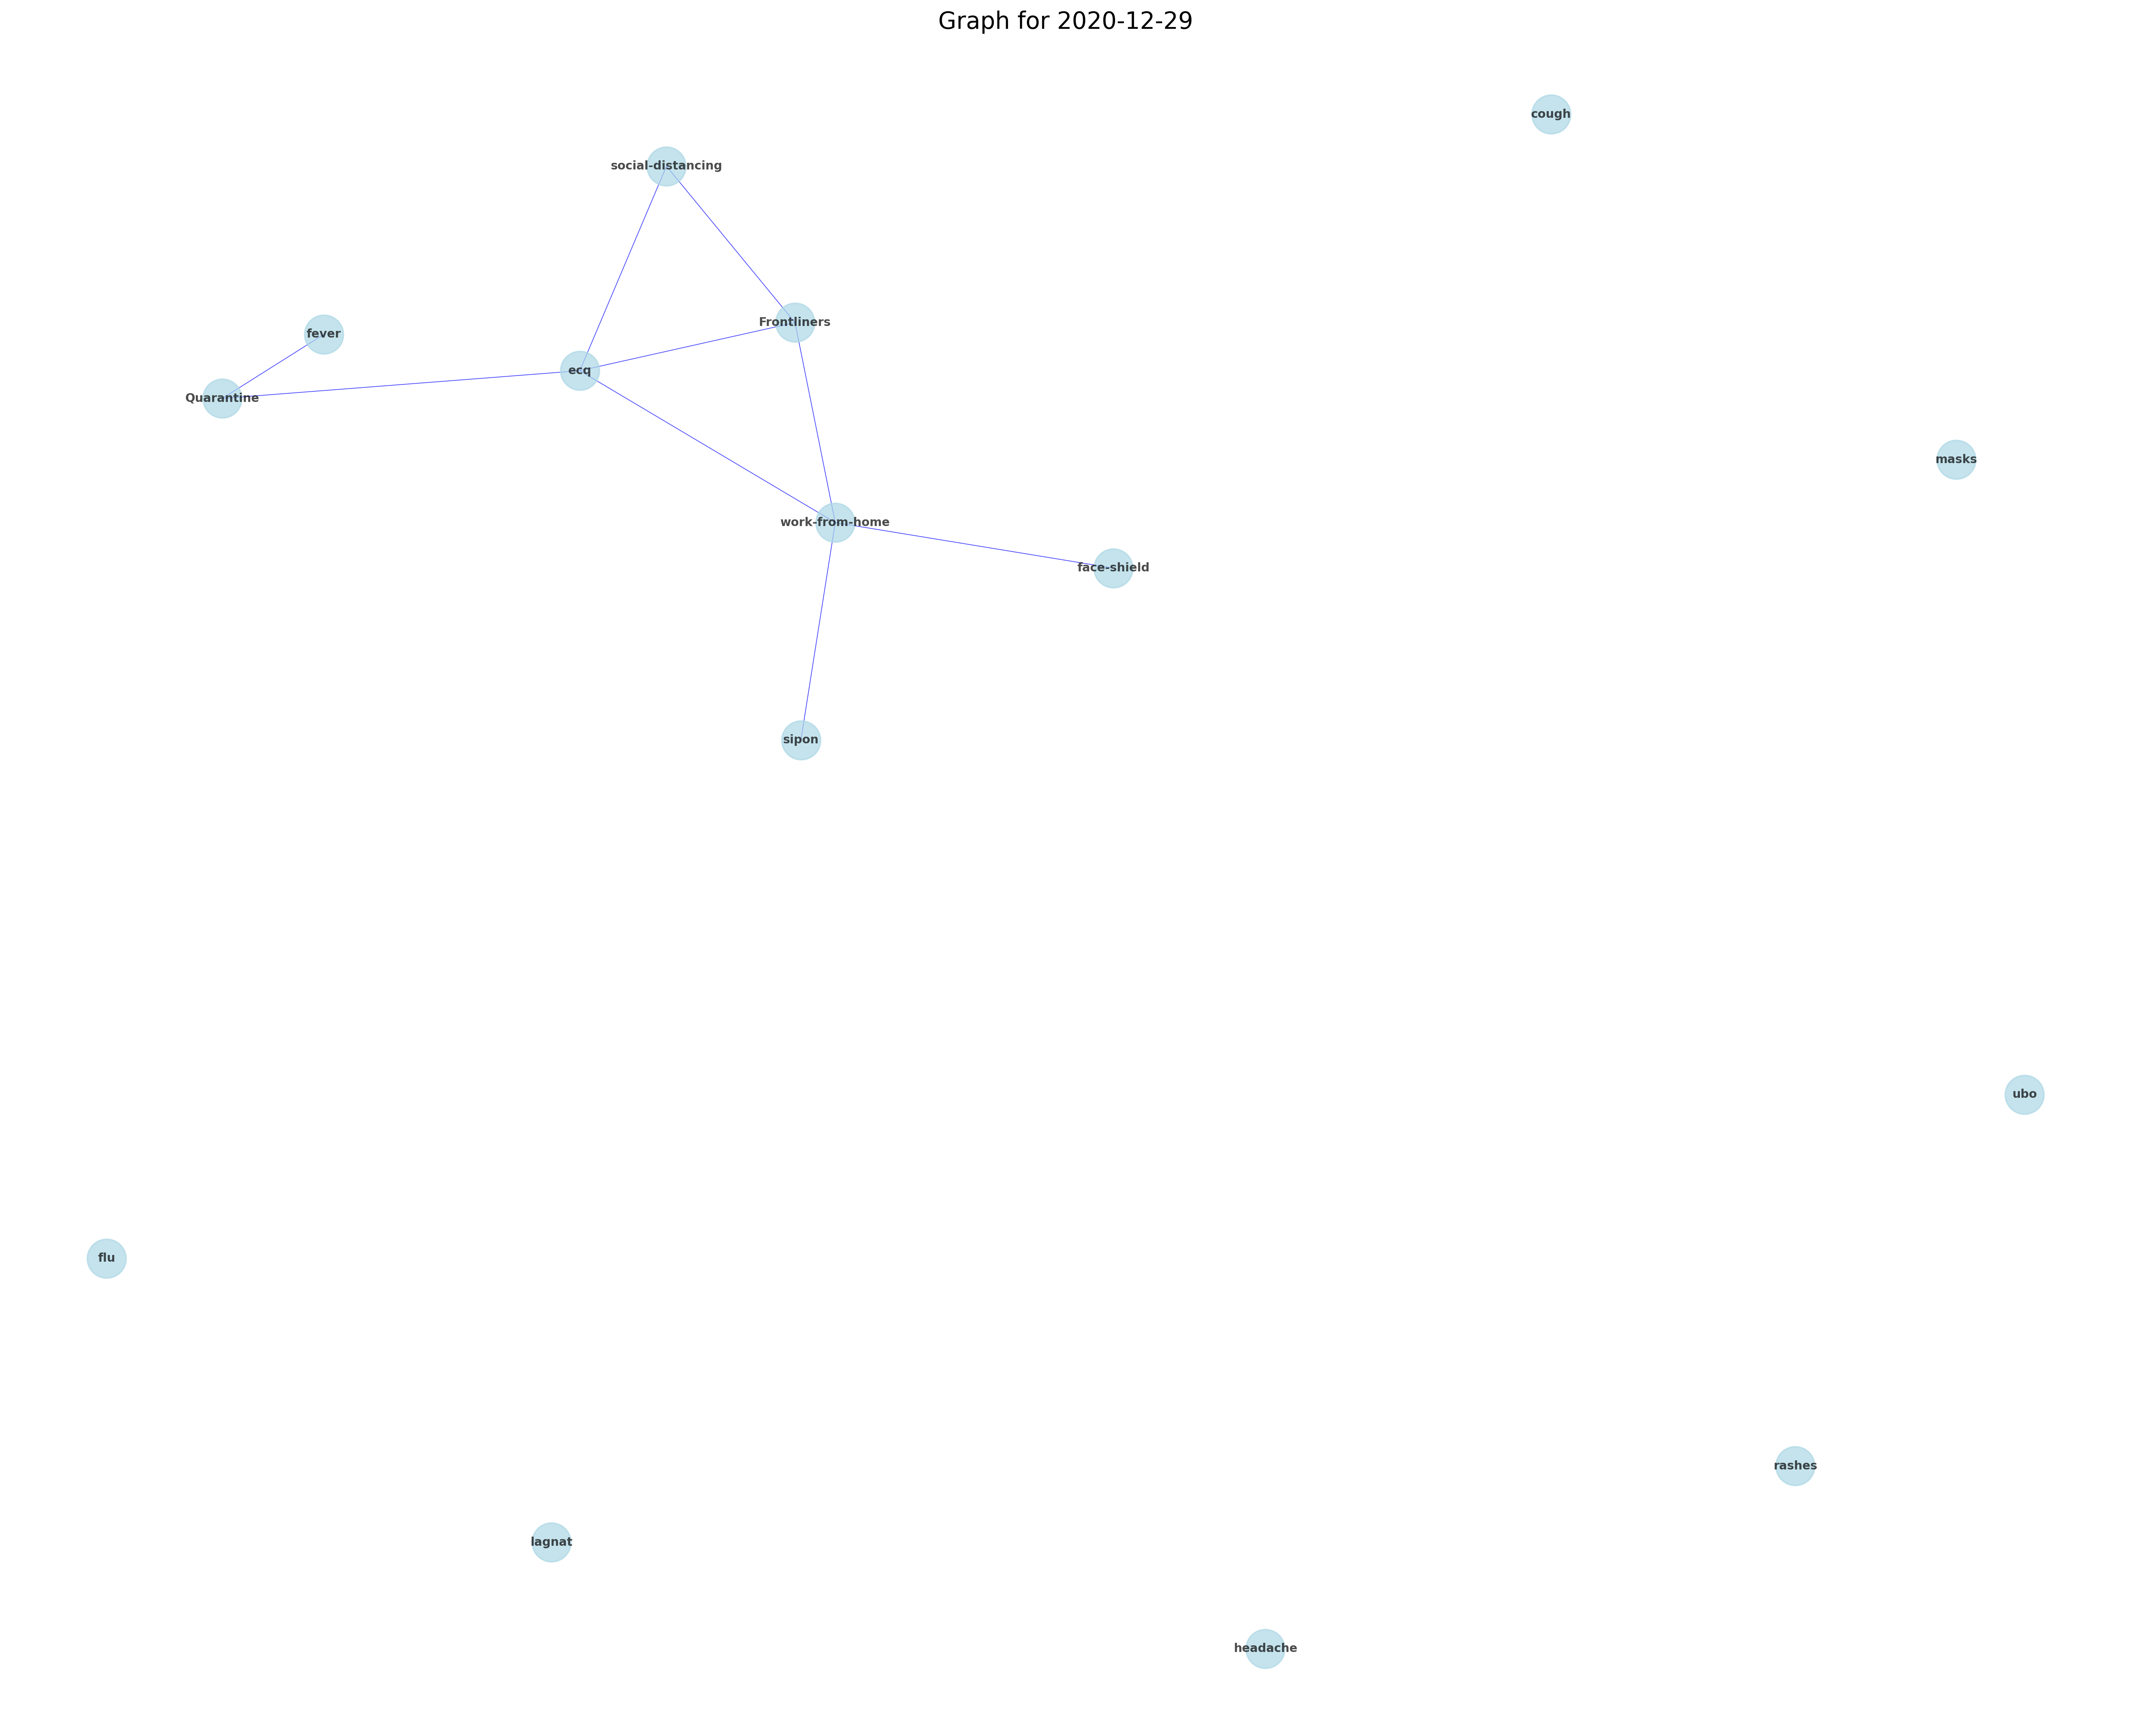 Graph for 2020-12-29
cough
social-distancing
Frontliners
fever
ecq
Quarantine
masks
work-from-home
face-shield
sipon
ubo
flu
rashes
lagnat
headache